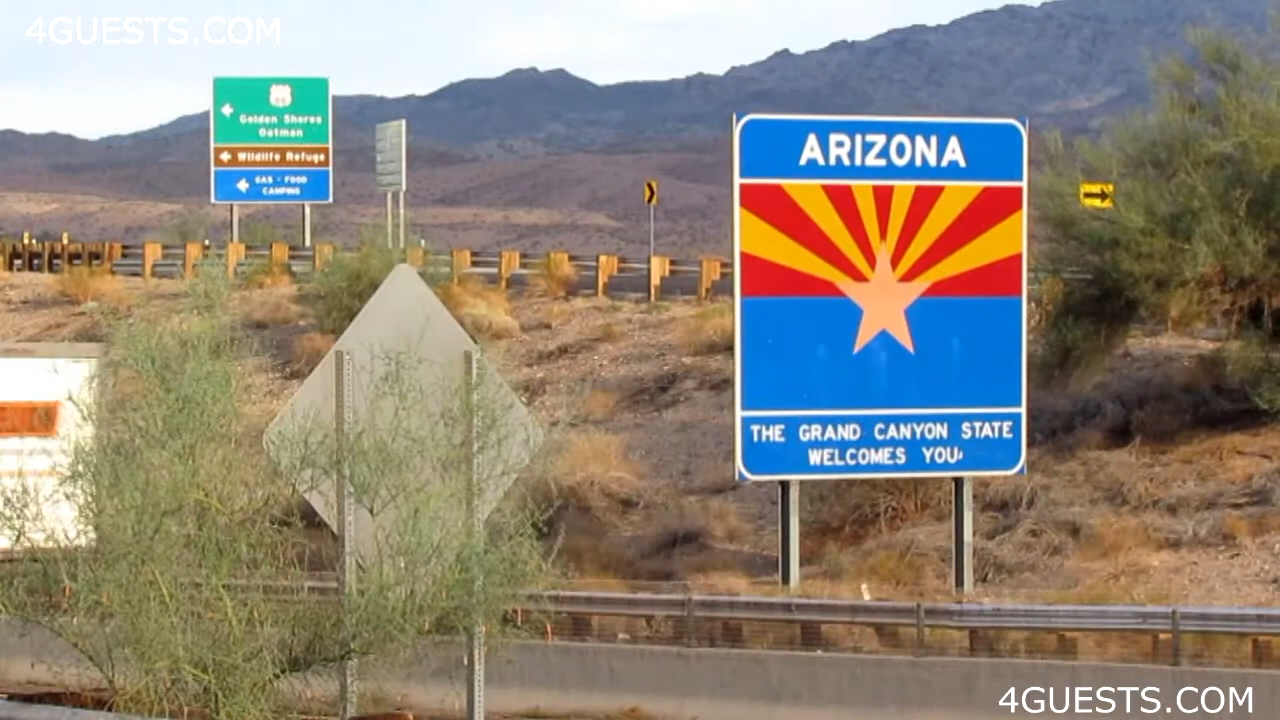 4GUESTS.COM
Golden Shores
Oatman
Wildlife Refuge
GAS - FOOD
CAMPING
ARIZONA
THE GRAND CANYON STATE
WELCOMES YOU
4GUESTS.COM